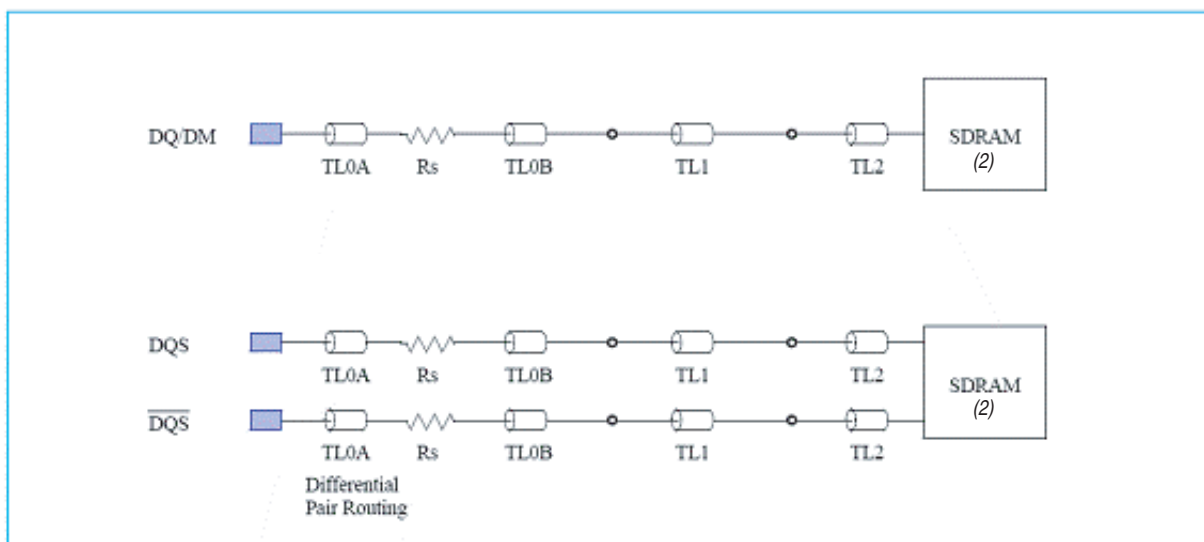 DQ/DM
TL0A Rs TL0B TL1 TL2
SDRAM
(2)
DQS
TL0A Rs TL0B TL1 TL2
SDRAM
(2)
D̅Q̅S̅
TL0A Rs TL0B TL1 TL2
Differential
Pair Routing